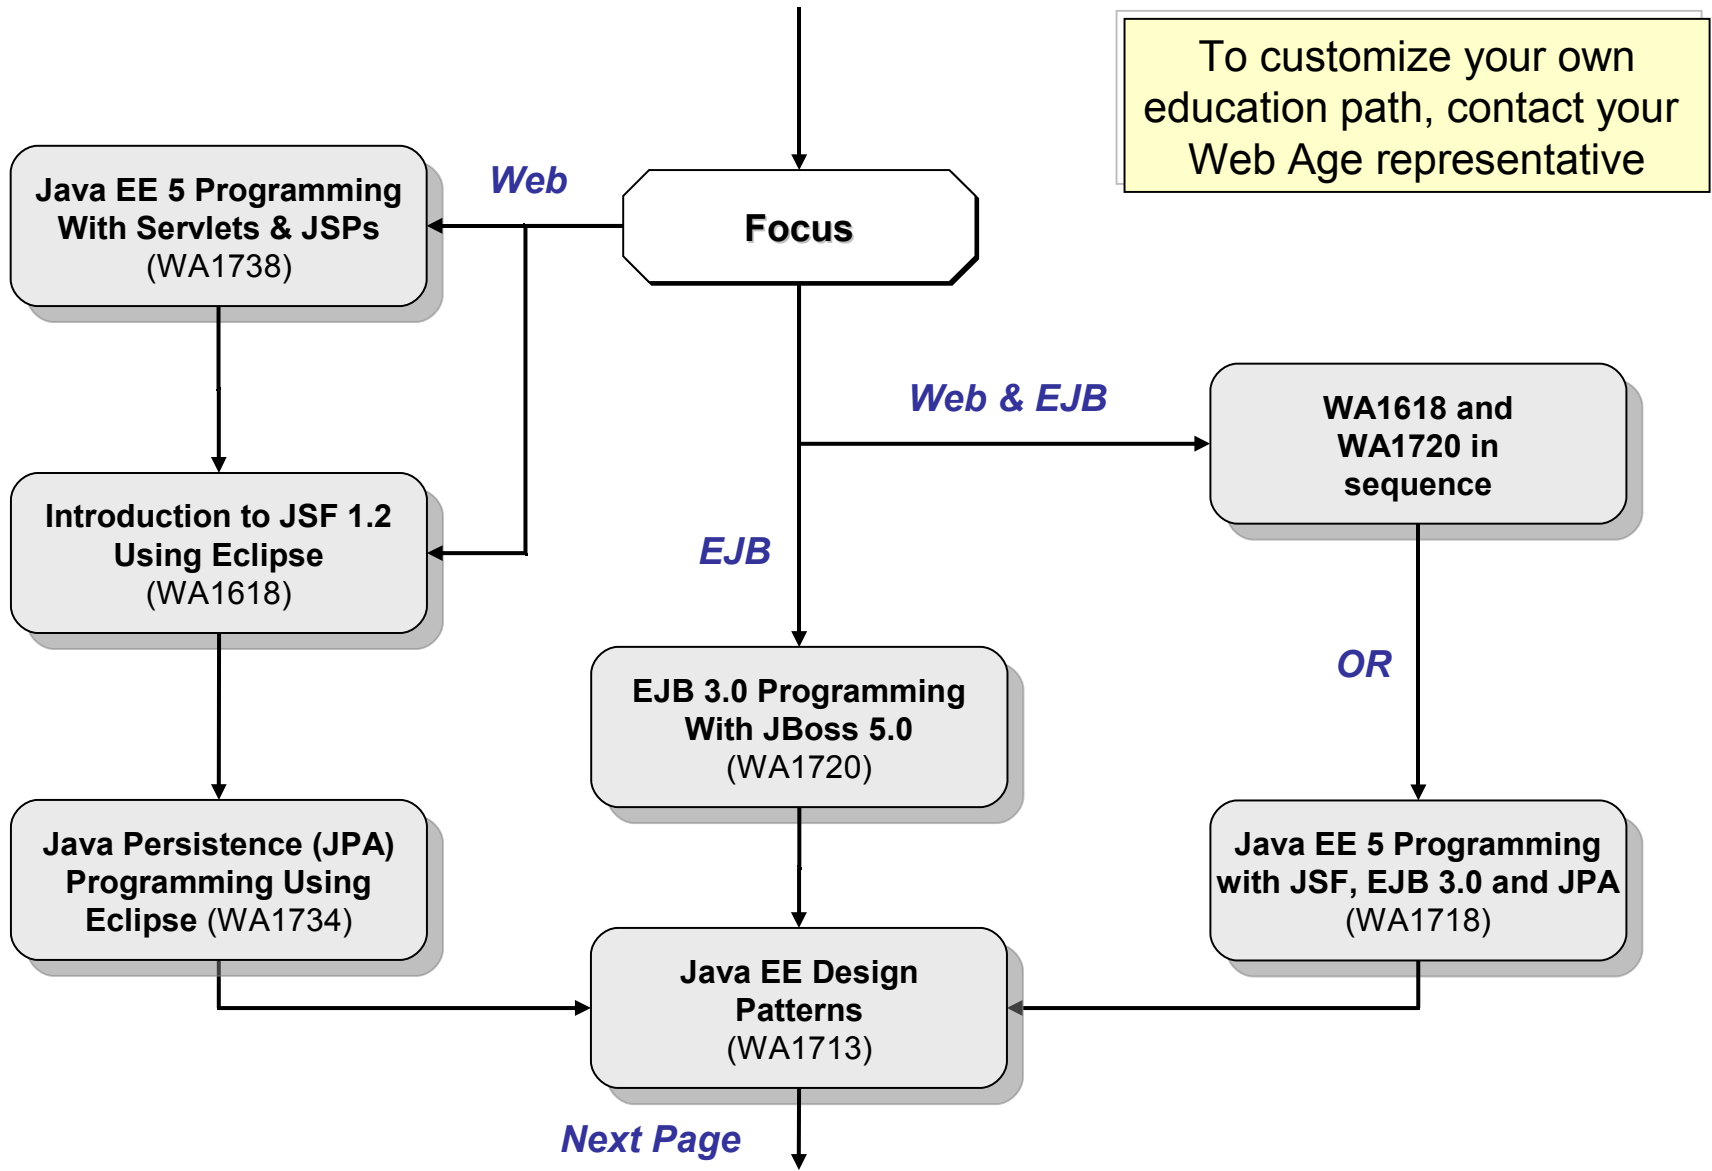 To customize your own
education path, contact your
Web Age representative
Web
Java EE 5 Programming
With Servlets & JSPs
(WA1738)
Focus
Web & EJB
WA1618 and
WA1720 in
sequence
Introduction to JSF 1.2
Using Eclipse
(WA1618)
EJB
OR
EJB 3.0 Programming
With JBoss 5.0
(WA1720)
Java Persistence (JPA)
Programming Using
Eclipse (WA1734)
Java EE 5 Programming
with JSF, EJB 3.0 and JPA
(WA1718)
Java EE Design
Patterns
(WA1713)
Next Page